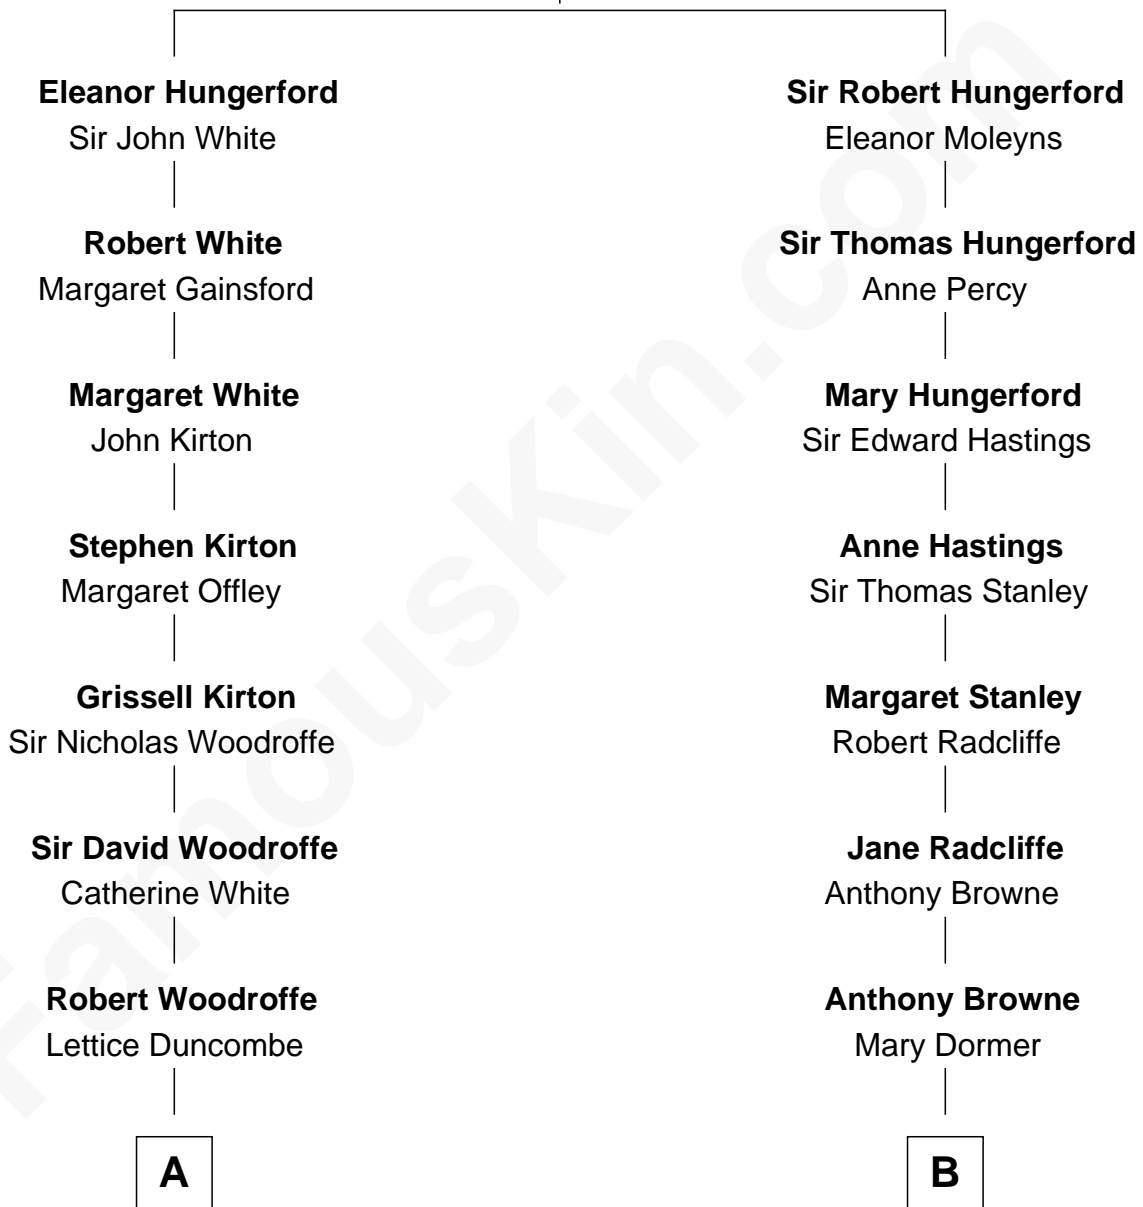 Eleanor Hungerford
Sir John White
Robert White
Margaret Gainsford
Margaret White
John Kirton
Stephen Kirton
Margaret Offley
Grissell Kirton
Sir Nicholas Woodroffe
Sir David Woodroffe
Catherine White
Robert Woodroffe
Lettice Duncombe
A
Sir Robert Hungerford
Eleanor Moleyns
Sir Thomas Hungerford
Anne Percy
Mary Hungerford
Sir Edward Hastings
Anne Hastings
Sir Thomas Stanley
Margaret Stanley
Robert Radcliffe
Jane Radcliffe
Anthony Browne
Anthony Browne
Mary Dormer
B
FamousKin.com